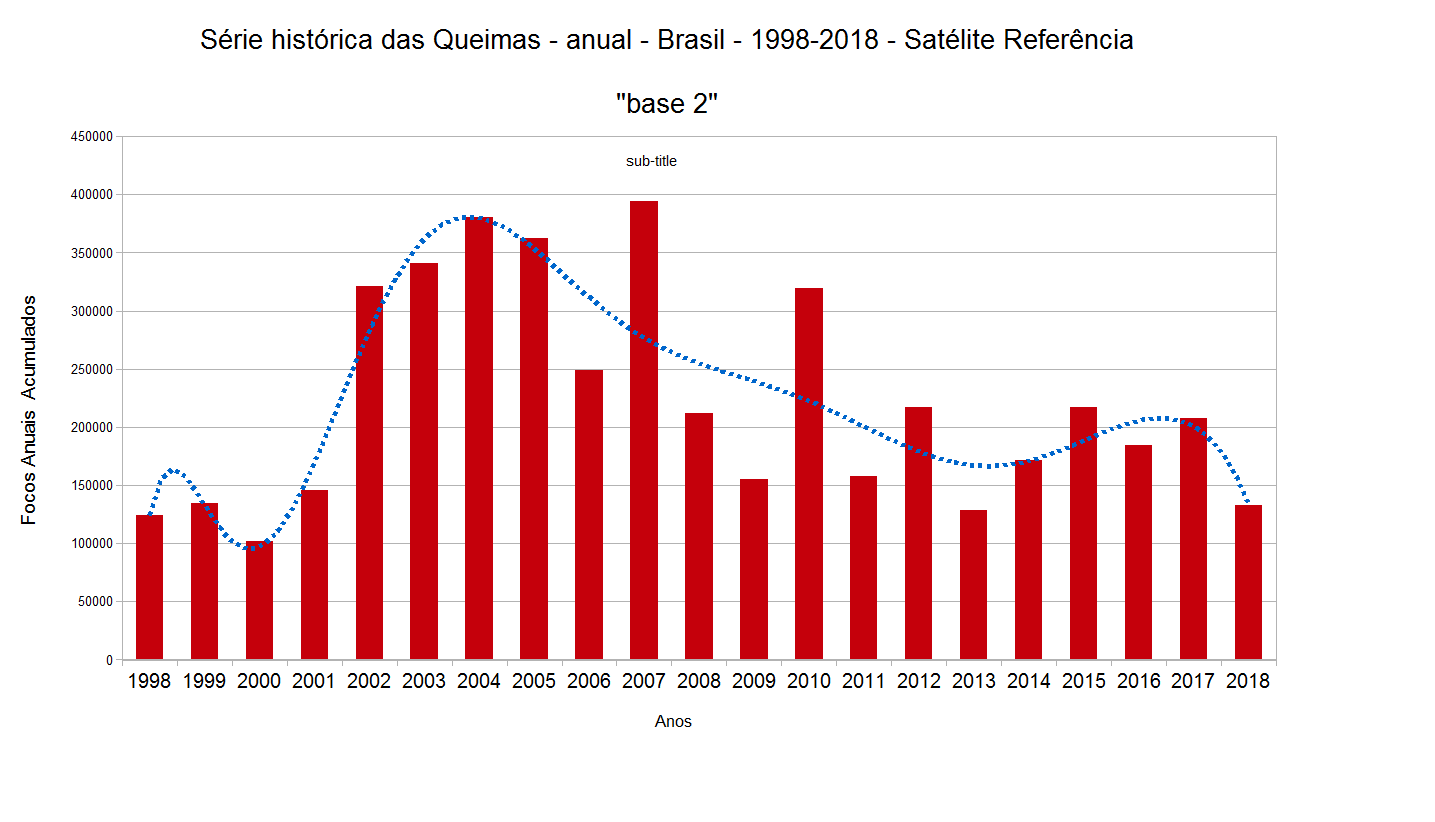 Série histórica das Queimas - anual - Brasil - 1998-2018 - Satélite Referência
"base 2"
sub-title
450000
400000
350000
300000
250000
200000
150000
100000
50000
0
Focos Anuais  Acumulados
1998 1999 2000 2001 2002 2003 2004 2005 2006 2007 2008 2009 2010 2011 2012 2013 2014 2015 2016 2017 2018
Anos